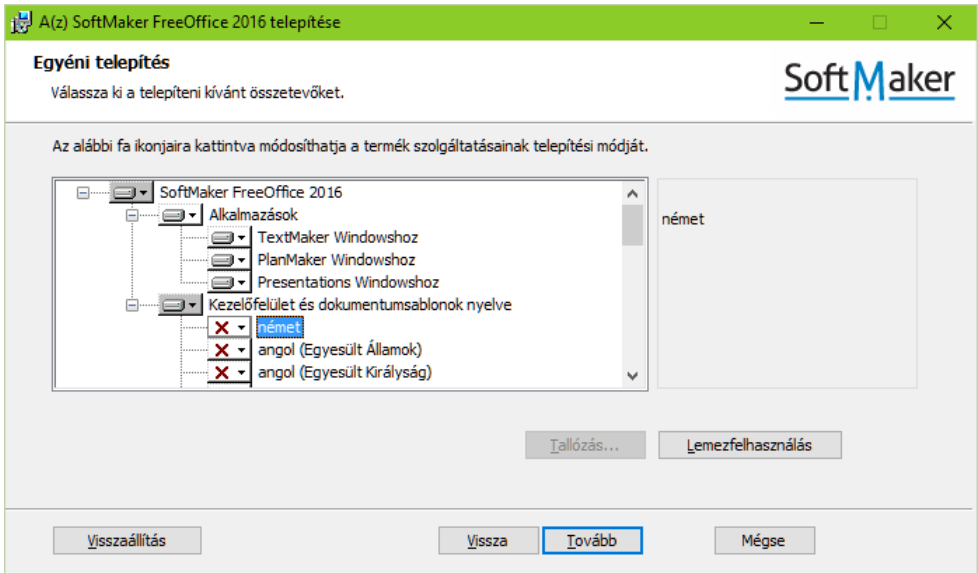 A(z) SoftMaker FreeOffice 2016 telepítése
Egyéni telepítés
Válassza ki a telepíteni kívánt összetevőket.
SoftMaker
Az alábbi fa ikonjaira kattintva módosíthatja a termék szolgáltatásainak telepítési módját.
SoftMaker FreeOffice 2016
Alkalmazások
TextMaker Windowshoz
PlanMaker Windowshoz
Presentations Windowshoz
Kezelőfelület és dokumentumsablonok nyelve
német
angol (Egyesült Államok)
angol (Egyesült Királyság)
német
Tallózás...
Lemezfelhasználás
Visszaállítás
Vissza
Tovább
Mégse